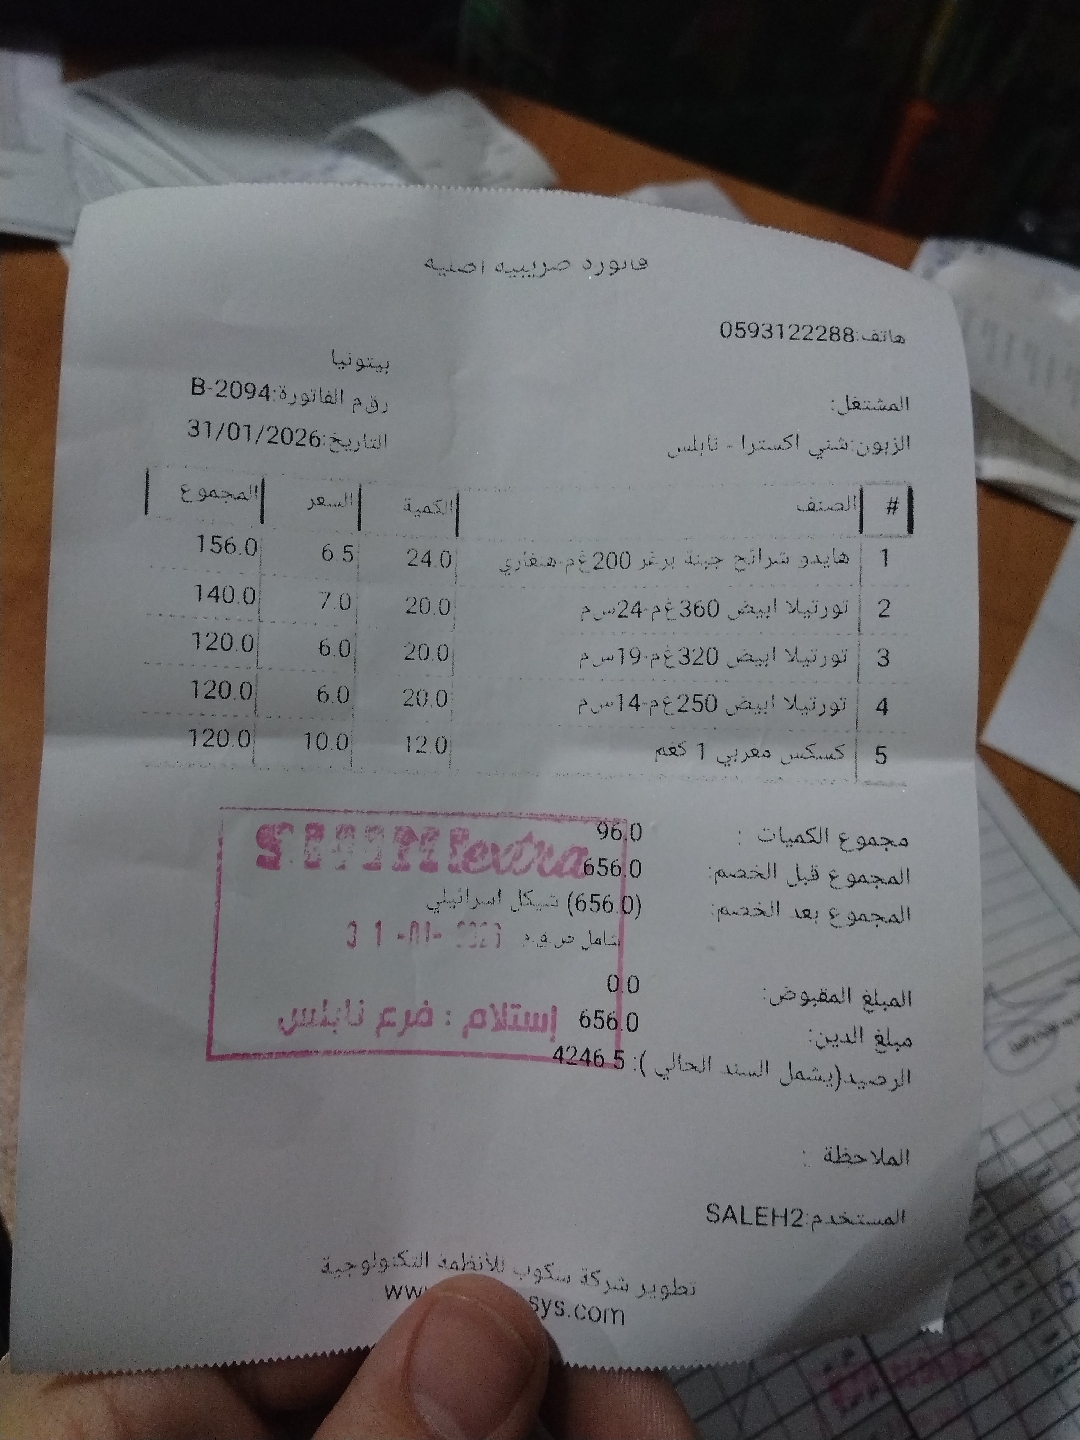 فاتورة ضريبية اصلية
هاتف:0593122288
بيتونيا
رقم الفاتورة:B-2094
المشتغل:
التاريخ:31/01/2026
الزبون:شني اكسترا - نابلس
# الصنف الكمية السعر المجموع
1 هايدو شرائح جبنة برغر 200غم-هنغاري 24.0 6.5 156.0
2 تورتيلا ابيض 360غم-24سم 20.0 7.0 140.0
3 تورتيلا ابيض 320غم-19سم 20.0 6.0 120.0
4 تورتيلا ابيض 250غم-14سم 20.0 6.0 120.0
5 كسكس مغربي 1 كغم 12.0 10.0 120.0
مجموع الكميات : 96.0
المجموع قبل الخصم: 656.0
المجموع بعد الخصم: (656.0) شيكل اسرائيلي
شامل ض.ق.م
المبلغ المقبوض: 0.0
مبلغ الدين: 656.0
الرصيد(يشمل السند الحالي ): 4246.5
extra
31-01-
إستلام : فرع نابلس
الملاحظة :
المستخدم:SALEH2
تطوير شركة سكوب للأنظمة التكنولوجية
sys.com